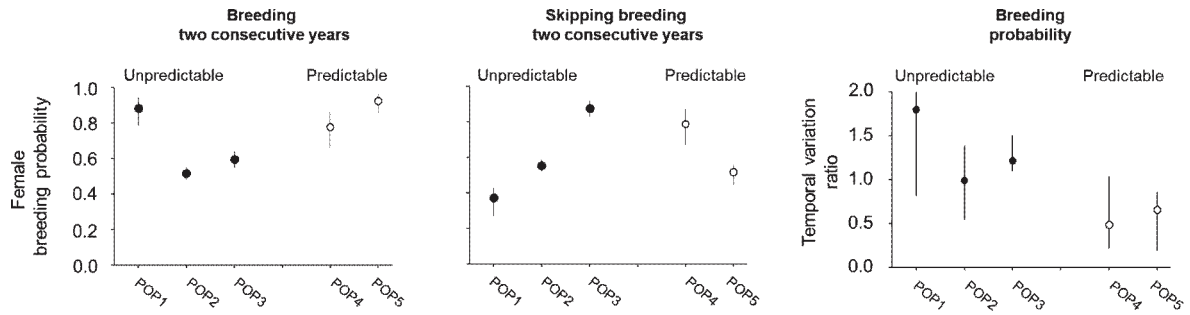 Breeding
two consecutive years
Unpredictable
Predictable
Female
breeding probability
1.0
0.8
0.6
0.4
0.2
0.0
POP1
POP2
POP3
POP4
POP5
Skipping breeding
two consecutive years
Unpredictable
Predictable
POP1
POP2
POP3
POP4
POP5
Breeding
probability
Unpredictable
Predictable
Temporal variation
ratio
2.0
1.5
1.0
0.5
0.0
POP1
POP2
POP3
POP4
POP5